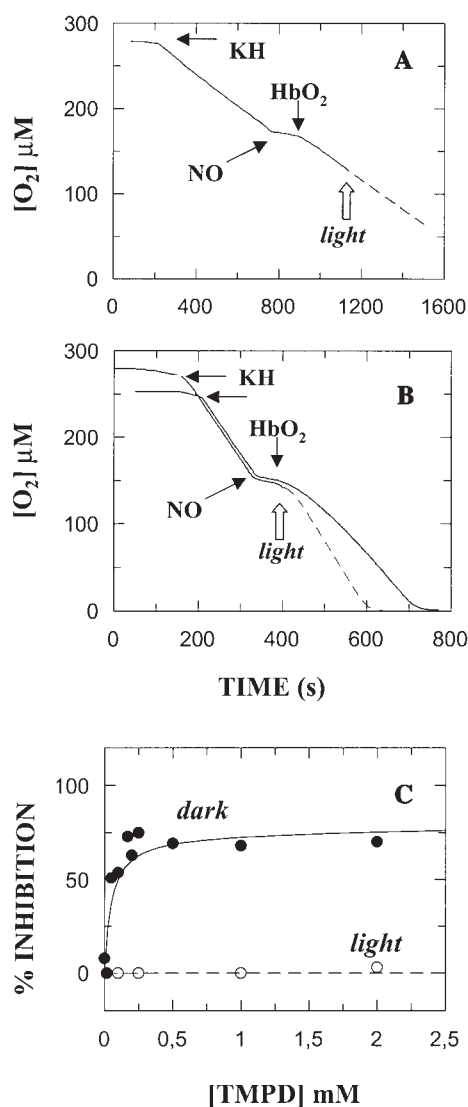 300
A
KH
HbO₂
200
[O₂] µM
NO
100
light
0
0 400 800 1200 1600
300
KH
B
HbO₂
200
[O₂] µM
NO
100
light
0
0 200 400 600 800
TIME (s)
100
dark
C
% INHIBITION
50
light
0
0 0,5 1 1,5 2 2,5
[TMPD] mM